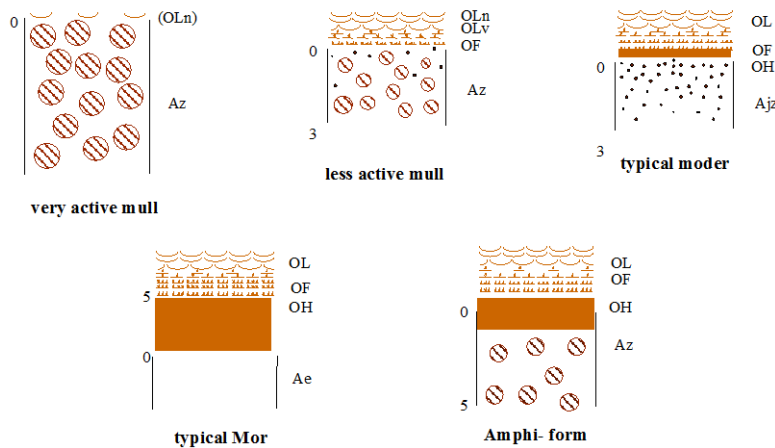 0
(OLn)
Az
very active mull
OLn
OLv
OF
0
Az
3
less active mull
OL
OF
0
OH
Ajz
3
typical moder
OL
OF
5
OH
0
Ae
typical Mor
OL
OF
0
OH
Az
5
Amphi- form